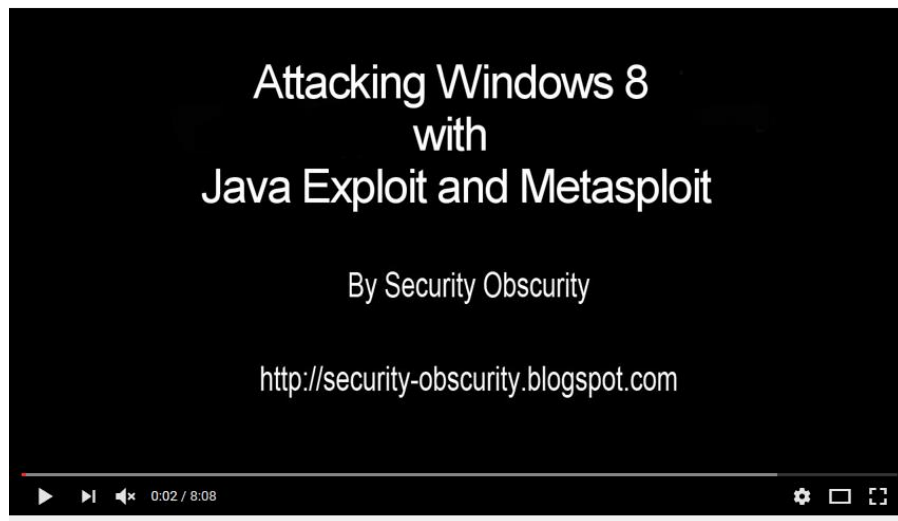 Attacking Windows 8
with
Java Exploit and Metasploit
By Security Obscurity
http://security-obscurity.blogspot.com
0:02 / 8:08